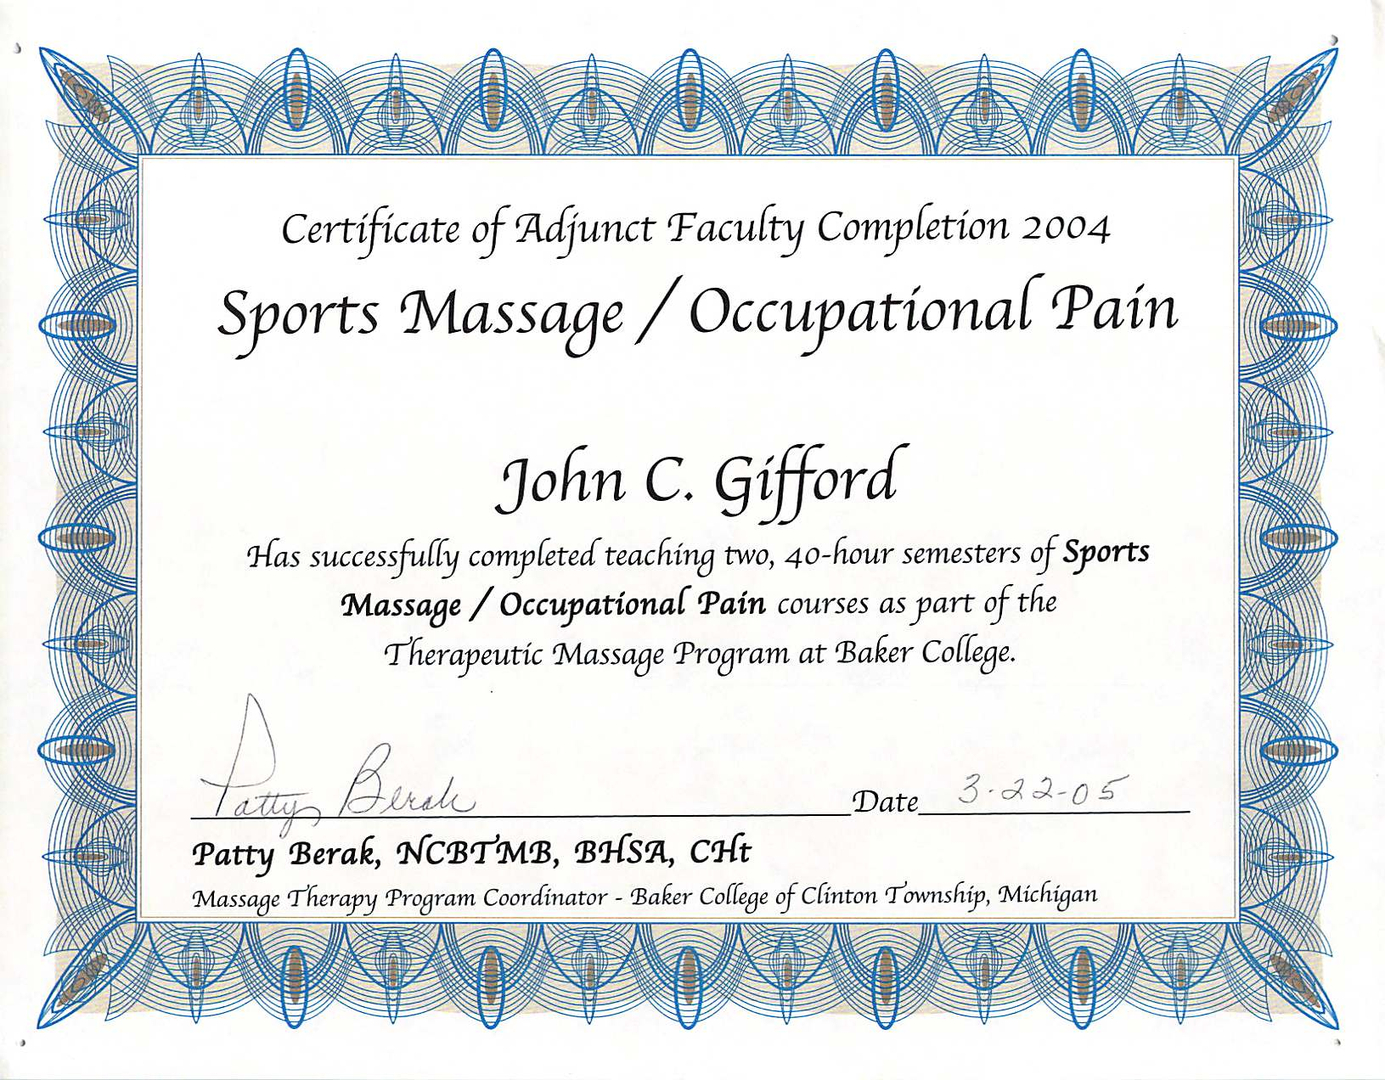 Certificate of Adjunct Faculty Completion 2004
Sports Massage / Occupational Pain
John C. Gifford
Has successfully completed teaching two, 40-hour semesters of Sports
Massage / Occupational Pain courses as part of the
Therapeutic Massage Program at Baker College.
Patty Berak Date 3-22-05
Patty Berak, NCBTMB, BHSA, CHt
Massage Therapy Program Coordinator - Baker College of Clinton Township, Michigan